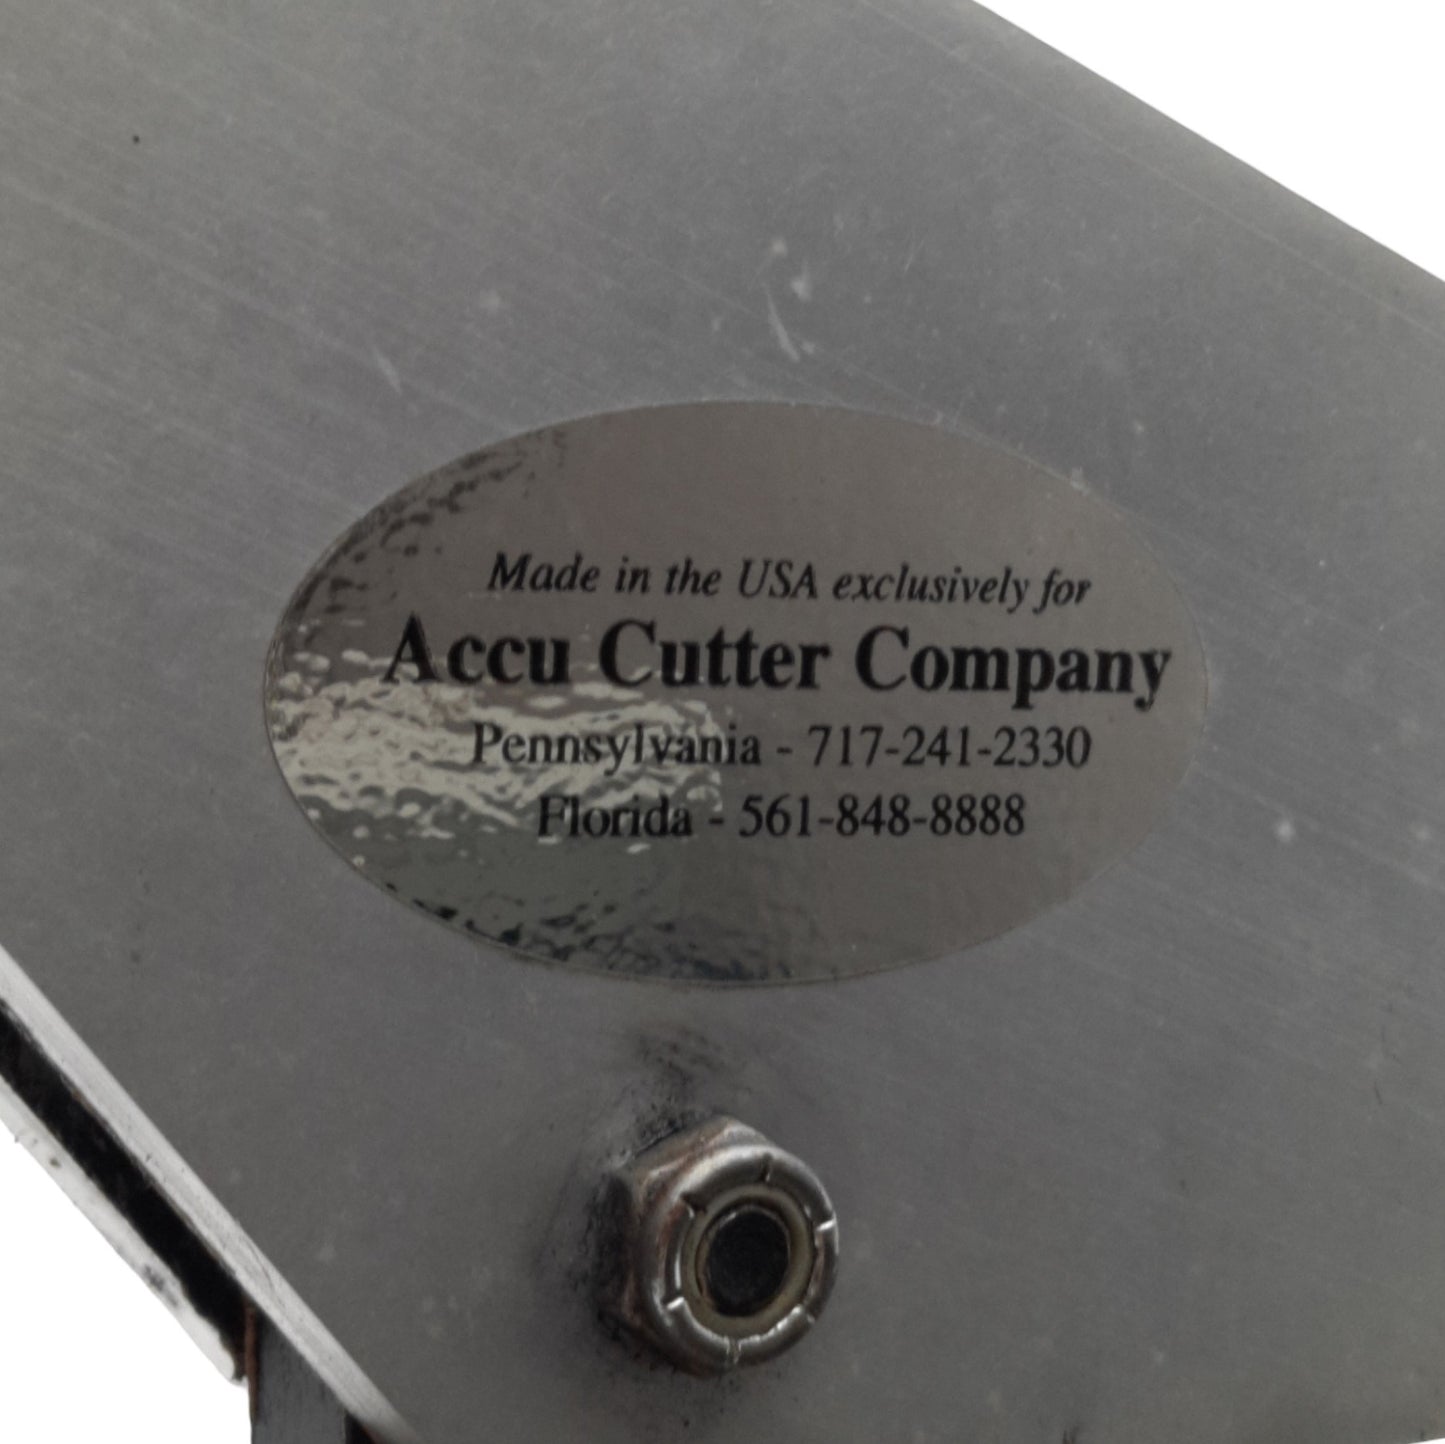 Made in the USA exclusively for
Accu Cutter Company
Pennsylvania - 717-241-2330
Florida - 561-848-8888